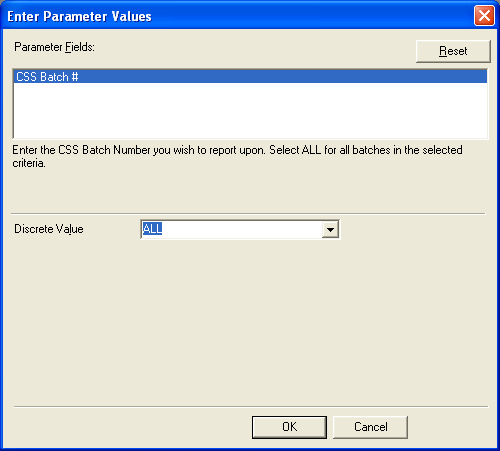 Enter Parameter Values
Parameter Fields:
Reset
CSS Batch #
Enter the CSS Batch Number you wish to report upon. Select ALL for all batches in the selected
criteria.
Discrete Value
ALL
OK
Cancel